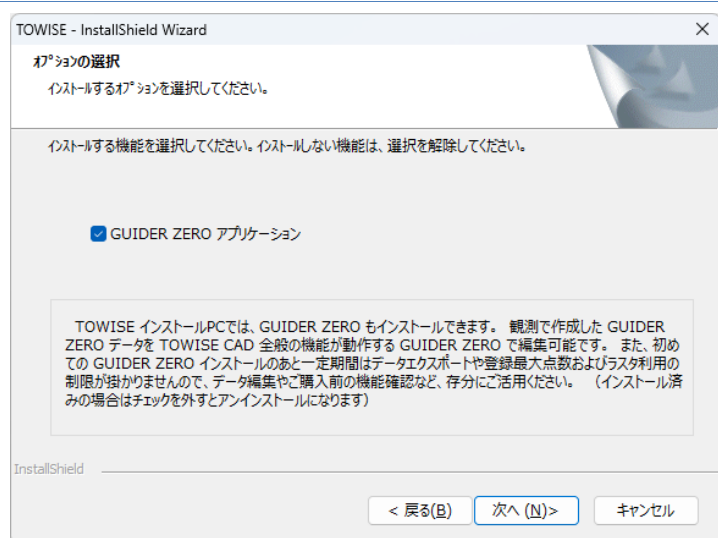 TOWISE - InstallShield Wizard
ｵﾌﾟｼｮﾝの選択
ｲﾝｽﾄｰﾙするｵﾌﾟｼｮﾝを選択してください。
ｲﾝｽﾄｰﾙする機能を選択してください。ｲﾝｽﾄｰﾙしない機能は、選択を解除してください。
GUIDER ZERO アプリケーション
TOWISE インストールPCでは、GUIDER ZERO もインストールできます。 観測で作成した GUIDER
ZERO データを TOWISE CAD 全般の機能が動作する GUIDER ZERO で編集可能です。 また、初め
ての GUIDER ZERO インストールのあと一定期間はデータエクスポートや登録最大点数およびラスタ利用の
制限が掛かりませんので、データ編集やご購入前の機能確認など、存分にご活用ください。 （インストール済
みの場合はチェックを外すとアンインストールになります）
InstallShield
< 戻る(B)
次へ (N)>
キャンセル